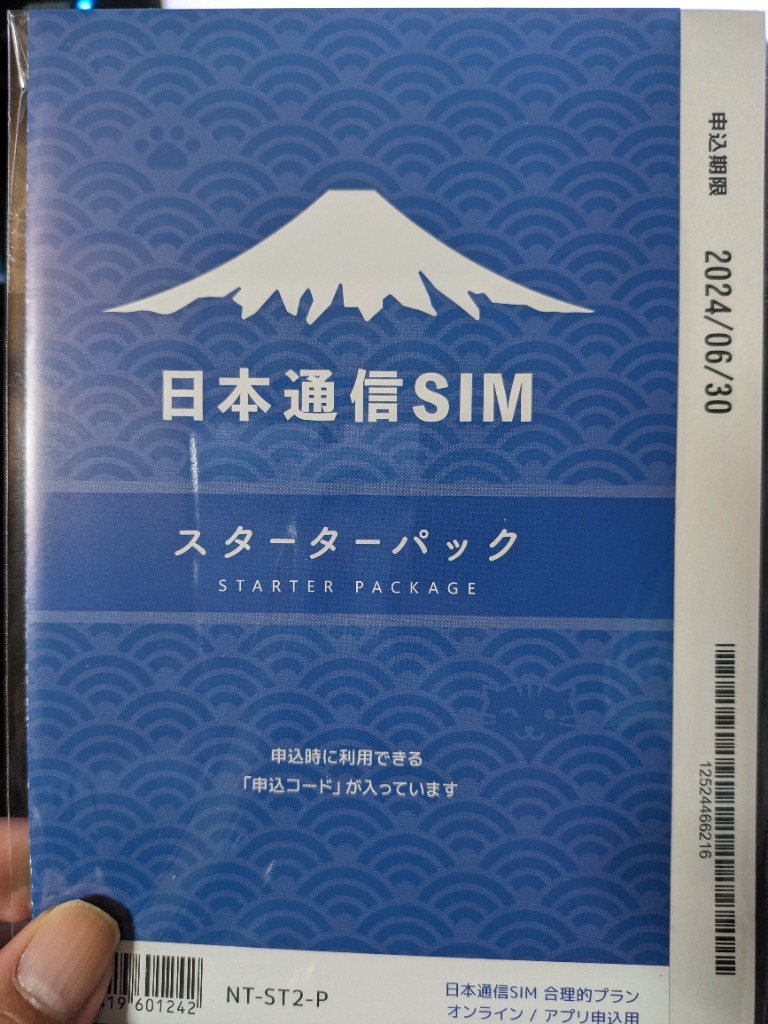 日本通信SIM
スターターパック
STARTER PACKAGE
申込時に利用できる
「申込コード」が入っています
NT-ST2-P
日本通信SIM 合理的プラン
オンライン / アプリ申込用
申込期限 2024/06/30
12524466216